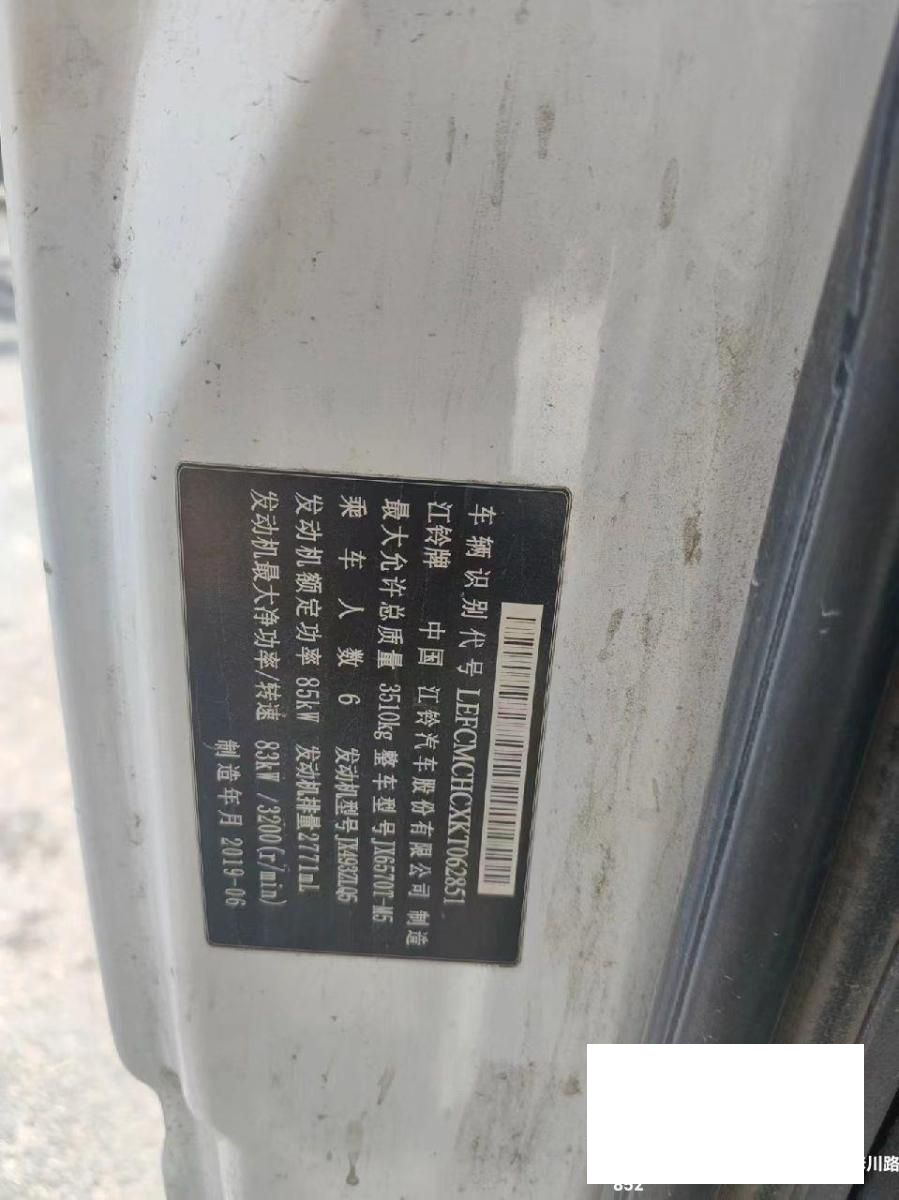 车辆识别代号 LEFCMCHCXKT062851
江铃牌 中国 江铃汽车股份有限公司 制造
最大允许总质量 3510kg 整车型号 JX6570T-M5
乘车人数 6 发动机型号 JX493ZLQ5
发动机额定功率 85kW 发动机排量 2771mL
发动机最大净功率/转速 83kW /3200(r/min)
制造年月 2019-06
川路
852